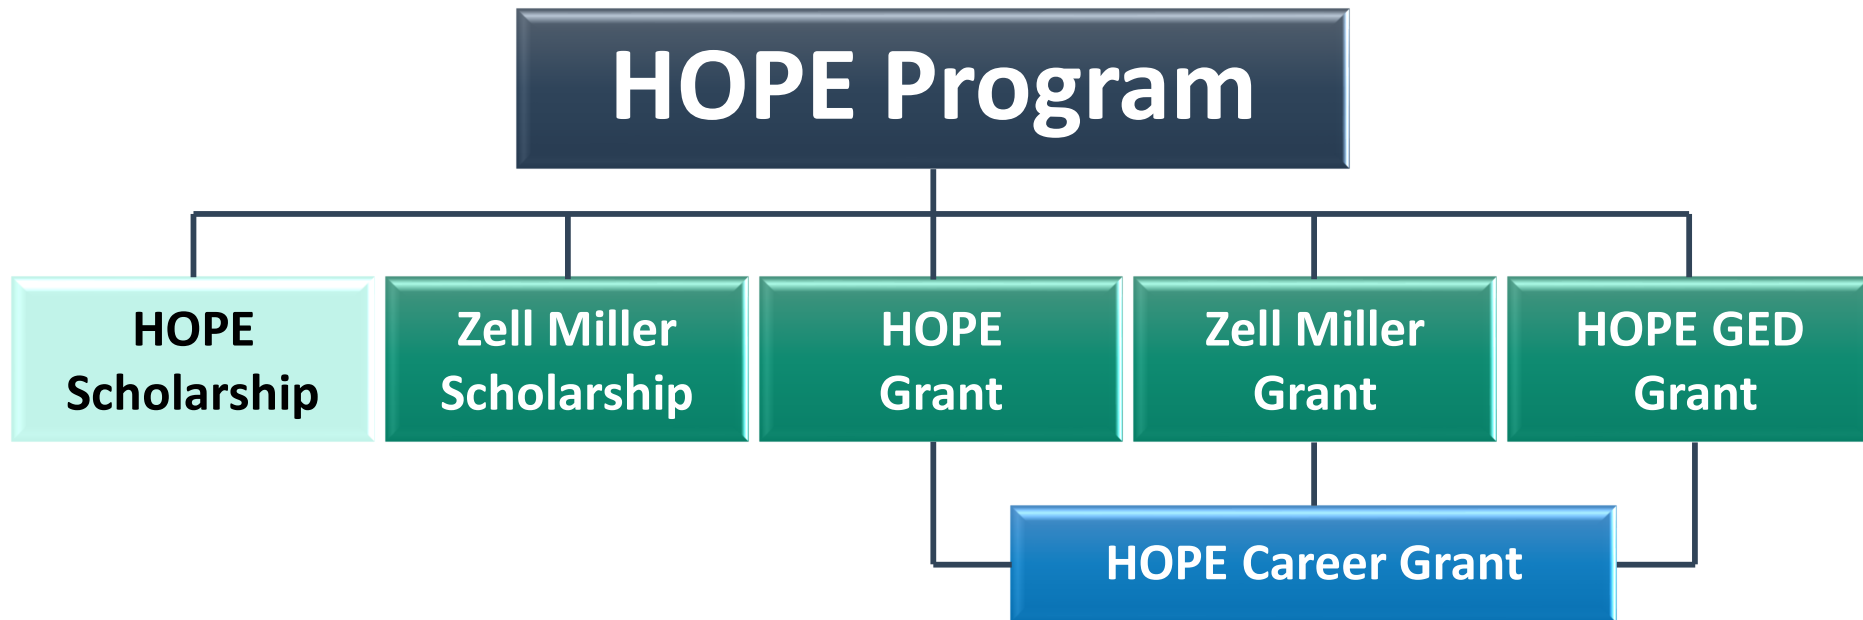 HOPE Program
HOPE
Scholarship
Zell Miller
Scholarship
HOPE
Grant
Zell Miller
Grant
HOPE GED
Grant
HOPE Career Grant